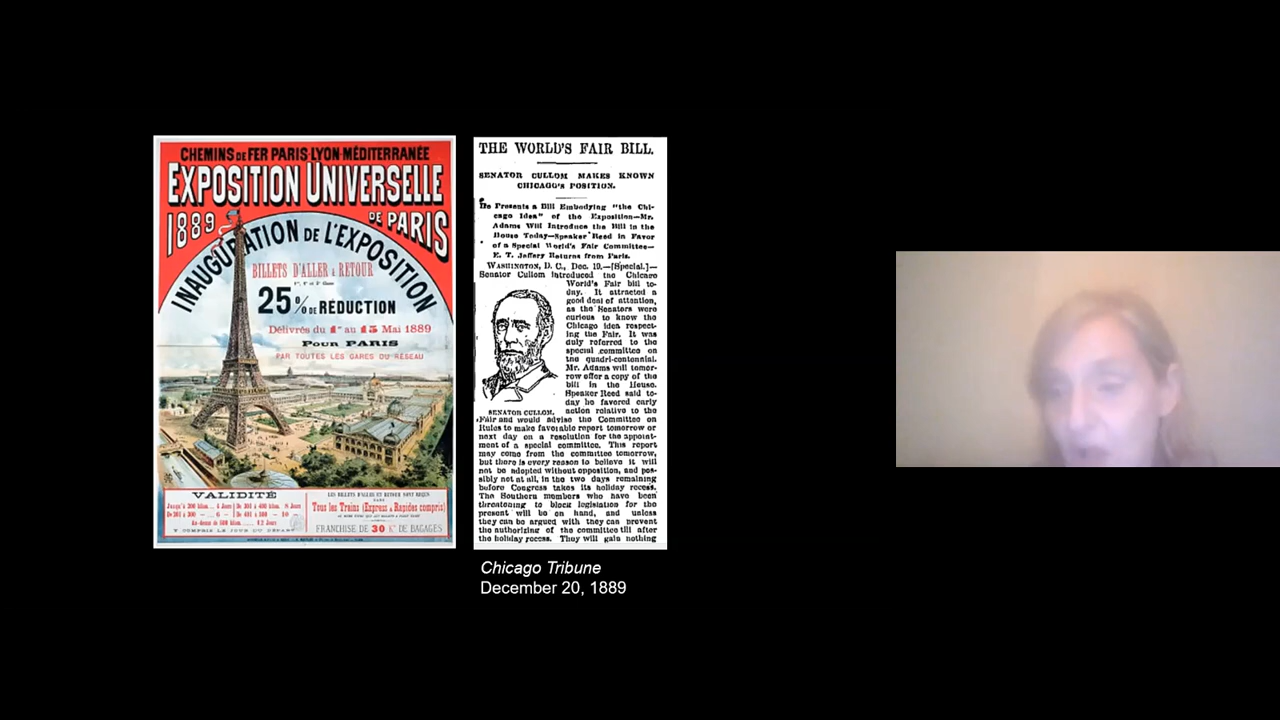 CHEMINS DE FER PARIS-LYON-MÉDITERRANÉE
EXPOSITION UNIVERSELLE
1889 DE PARIS
INAUGURATION DE L'EXPOSITION
BILLETS D'ALLER & RETOUR
25% DE RÉDUCTION
Délivrés du 1er au 15 Mai 1889
POUR PARIS
PAR TOUTES LES GARES DU RÉSEAU
VALIDITÉ
Y COMPRIS LE JOUR DU DÉPART
LES BILLETS D'ALLER ET RETOUR SONT REÇUS
DANS
Tous les Trains (Express & Rapides compris)
FRANCHISE DE 30 K. DE BAGAGES
THE WORLD'S FAIR BILL.
SENATOR CULLOM MAKES KNOWN
CHICAGO'S POSITION.
He Presents a Bill Embodying "the Chi-
cago Idea" of the Exposition—Mr.
Adams Will Introduce the Bill in the
House Today—Speaker Reed in Favor
of a Special World's Fair Committee—
E. T. Jeffery Returns from Paris.
WASHINGTON, D. C., Dec. 19.—[Special.]—
Senator Cullom introduced the Chicago
World's Fair bill to-
day. It attracted a
good deal of attention,
as the Senators were
curious to know the
Chicago idea respect-
ing the Fair. It was
duly referred to the
special committee on
the quadri-centennial.
Mr. Adams will tomor-
row offer a copy of the
bill in the House.
Speaker Reed said to-
day he favored early
SENATOR CULLOM. action relative to the
Fair and would advise the Committee on
Rules to make favorable report tomorrow or
next day on a resolution for the appoint-
ment of a special committee. This report
may come from the committee tomorrow,
but there is every reason to believe it will
not be adopted without opposition, and pos-
sibly not at all, in the two days remaining
before Congress takes its holiday recess.
The Southern members who have been
threatening to block legislation for the
present will be on hand, and unless
they can be argued with they can prevent
the authorizing of the committee till after
the holiday recess. They will gain nothing
Chicago Tribune
December 20, 1889